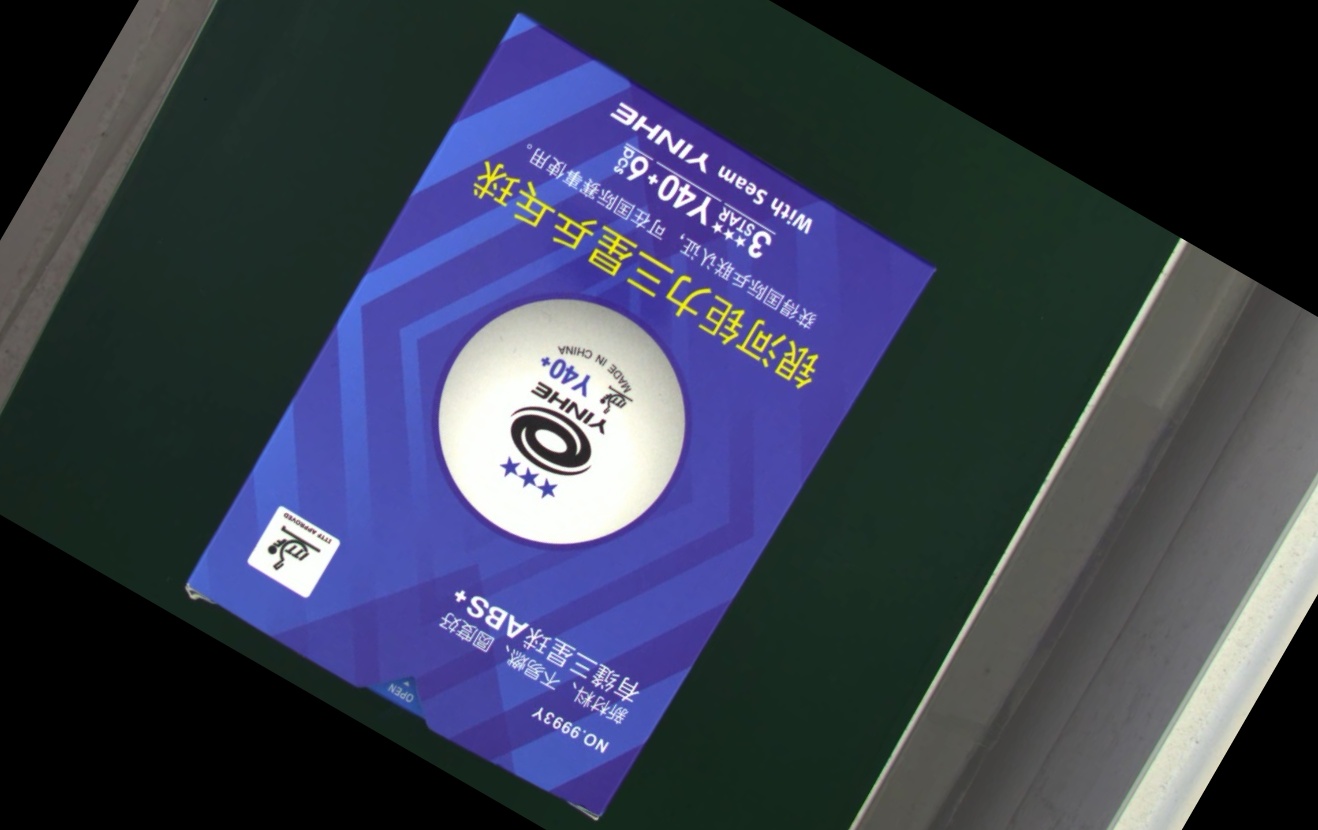 YINHE
With Seam
3★★★ STAR Y40+ 6只 PCS
获得国际乒联认证，可在国际赛事使用。
银河钜力三星乒乓球
MADE IN CHINA
Y40+
YINHE
★★★
ITTF APPROVED
有缝三星球ABS+
新材料、不易燃、圆度好
NO.9993Y
OPEN